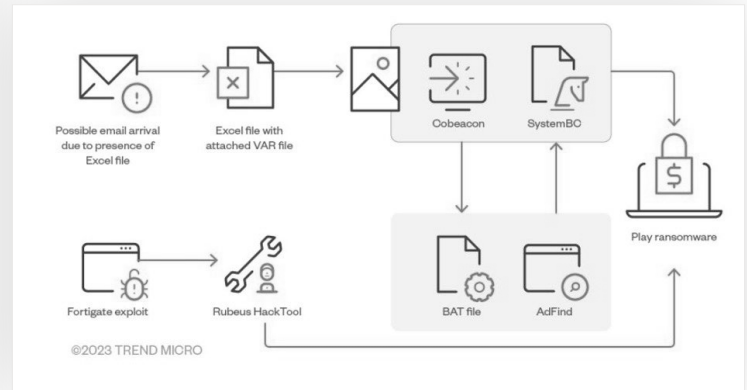 Possible email arrival
due to presence of
Excel file
Excel file with
attached VAR file
Cobeacon
SystemBC
Play ransomware
Fortigate exploit
Rubeus HackTool
BAT file
AdFind
©2023 TREND MICRO